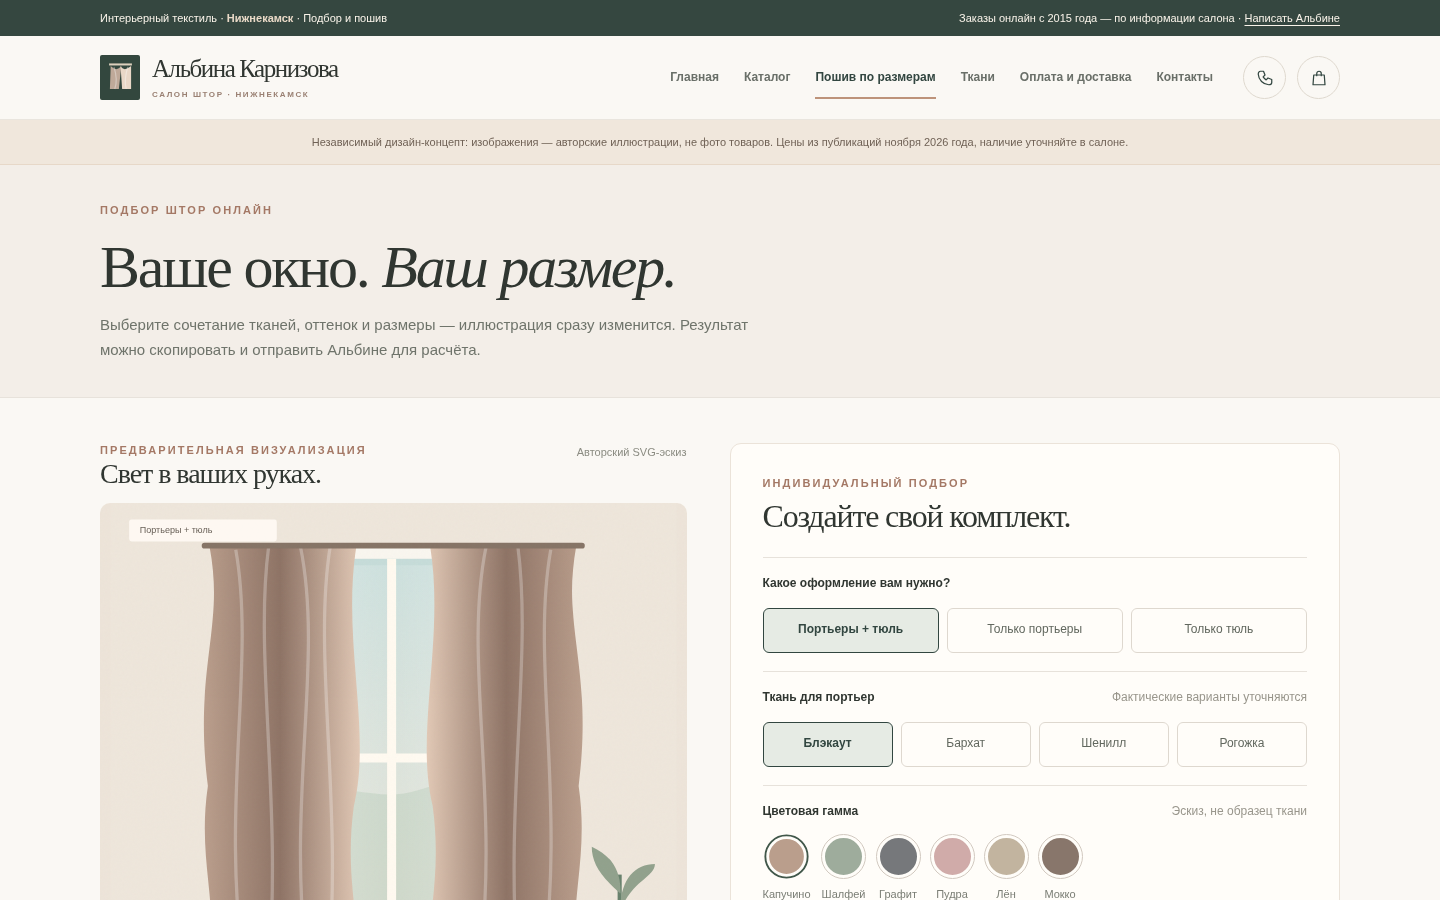 Интерьерный текстиль · Нижнекамск · Подбор и пошив
Заказы онлайн с 2015 года — по информации салона · Написать Альбине
Альбина Карнизова
САЛОН ШТОР · НИЖНЕКАМСК
Главная
Каталог
Пошив по размерам
Ткани
Оплата и доставка
Контакты
Независимый дизайн-концепт: изображения — авторские иллюстрации, не фото товаров. Цены из публикаций ноября 2026 года, наличие уточняйте в салоне.
ПОДБОР ШТОР ОНЛАЙН
Ваше окно. Ваш размер.
Выберите сочетание тканей, оттенок и размеры — иллюстрация сразу изменится. Результат
можно скопировать и отправить Альбине для расчёта.
ПРЕДВАРИТЕЛЬНАЯ ВИЗУАЛИЗАЦИЯ
Свет в ваших руках.
Авторский SVG-эскиз
Портьеры + тюль
ИНДИВИДУАЛЬНЫЙ ПОДБОР
Создайте свой комплект.
Какое оформление вам нужно?
Портьеры + тюль
Только портьеры
Только тюль
Ткань для портьер
Фактические варианты уточняются
Блэкаут
Бархат
Шенилл
Рогожка
Цветовая гамма
Эскиз, не образец ткани
Капучино
Шалфей
Графит
Пудра
Лён
Мокко